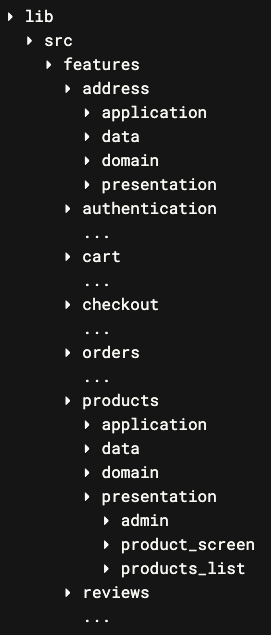 lib
src
features
address
application
data
domain
presentation
authentication
...
cart
...
checkout
...
orders
...
products
application
data
domain
presentation
admin
product_screen
products_list
reviews
...